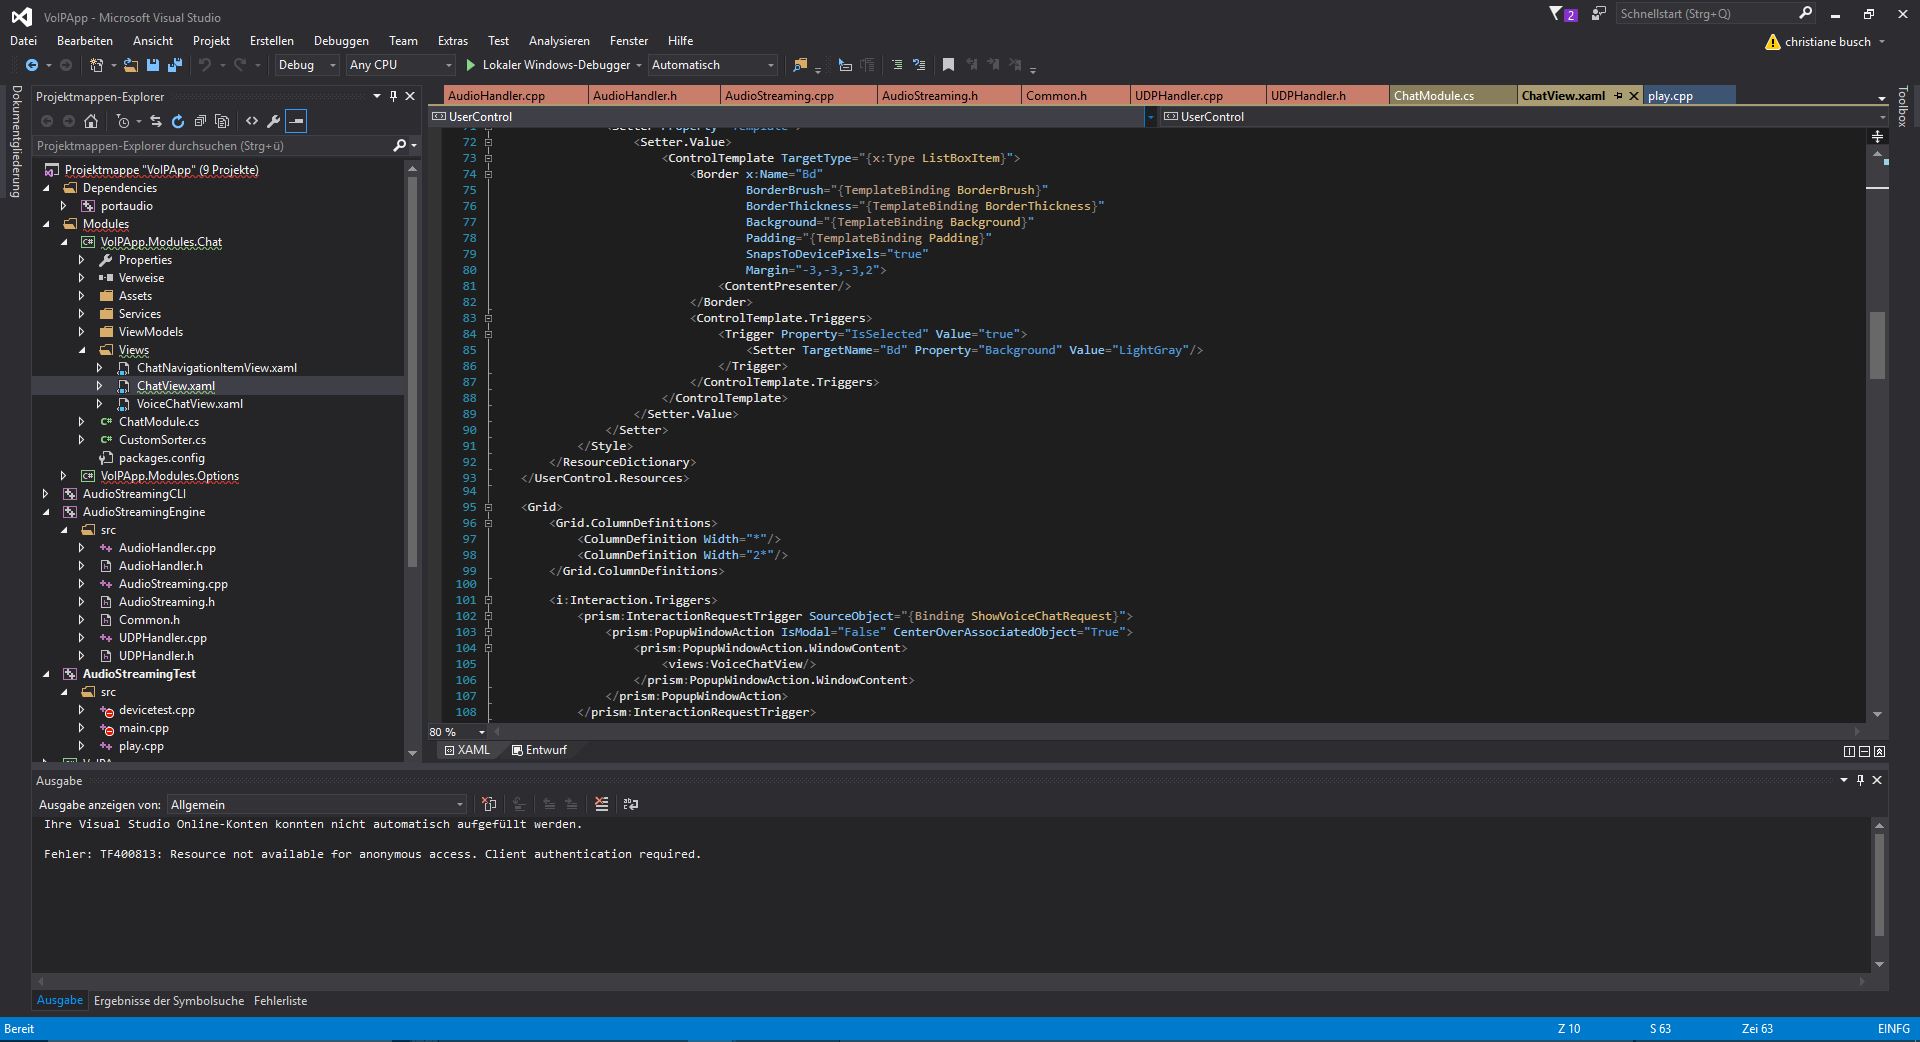 VoIPApp - Microsoft Visual Studio
2
Schnellstart (Strg+Q)
Datei Bearbeiten Ansicht Projekt Erstellen Debuggen Team Extras Test Analysieren Fenster Hilfe
christiane busch
Debug Any CPU Lokaler Windows-Debugger Automatisch
Dokumentgliederung
Projektmappen-Explorer
Projektmappen-Explorer durchsuchen (Strg+ü)
Projektmappe "VoIPApp" (9 Projekte)
Dependencies
portaudio
Modules
VoIPApp.Modules.Chat
Properties
Verweise
Assets
Services
ViewModels
Views
ChatNavigationItemView.xaml
ChatView.xaml
VoiceChatView.xaml
ChatModule.cs
CustomSorter.cs
packages.config
VoIPApp.Modules.Options
AudioStreamingCLI
AudioStreamingEngine
src
AudioHandler.cpp
AudioHandler.h
AudioStreaming.cpp
AudioStreaming.h
Common.h
UDPHandler.cpp
UDPHandler.h
AudioStreamingTest
src
devicetest.cpp
main.cpp
play.cpp
AudioHandler.cpp AudioHandler.h AudioStreaming.cpp AudioStreaming.h Common.h UDPHandler.cpp UDPHandler.h ChatModule.cs ChatView.xaml play.cpp
Toolbox
UserControl UserControl
71 <Setter Property="Template">
72 <Setter.Value>
73 <ControlTemplate TargetType="{x:Type ListBoxItem}">
74 <Border x:Name="Bd"
75 BorderBrush="{TemplateBinding BorderBrush}"
76 BorderThickness="{TemplateBinding BorderThickness}"
77 Background="{TemplateBinding Background}"
78 Padding="{TemplateBinding Padding}"
79 SnapsToDevicePixels="true"
80 Margin="-3,-3,-3,2">
81 <ContentPresenter/>
82 </Border>
83 <ControlTemplate.Triggers>
84 <Trigger Property="IsSelected" Value="true">
85 <Setter TargetName="Bd" Property="Background" Value="LightGray"/>
86 </Trigger>
87 </ControlTemplate.Triggers>
88 </ControlTemplate>
89 </Setter.Value>
90 </Setter>
91 </Style>
92 </ResourceDictionary>
93 </UserControl.Resources>
94
95 <Grid>
96 <Grid.ColumnDefinitions>
97 <ColumnDefinition Width="*"/>
98 <ColumnDefinition Width="2*"/>
99 </Grid.ColumnDefinitions>
100
101 <i:Interaction.Triggers>
102 <prism:InteractionRequestTrigger SourceObject="{Binding ShowVoiceChatRequest}">
103 <prism:PopupWindowAction IsModal="False" CenterOverAssociatedObject="True">
104 <prism:PopupWindowAction.WindowContent>
105 <views:VoiceChatView/>
106 </prism:PopupWindowAction.WindowContent>
107 </prism:PopupWindowAction>
108 </prism:InteractionRequestTrigger>
80 %
XAML Entwurf
Ausgabe
Ausgabe anzeigen von: Allgemein
Ihre Visual Studio Online-Konten konnten nicht automatisch aufgefüllt werden.
Fehler: TF400813: Resource not available for anonymous access. Client authentication required.
Ausgabe Ergebnisse der Symbolsuche Fehlerliste
Bereit Z 10 S 63 Zei 63 EINFG